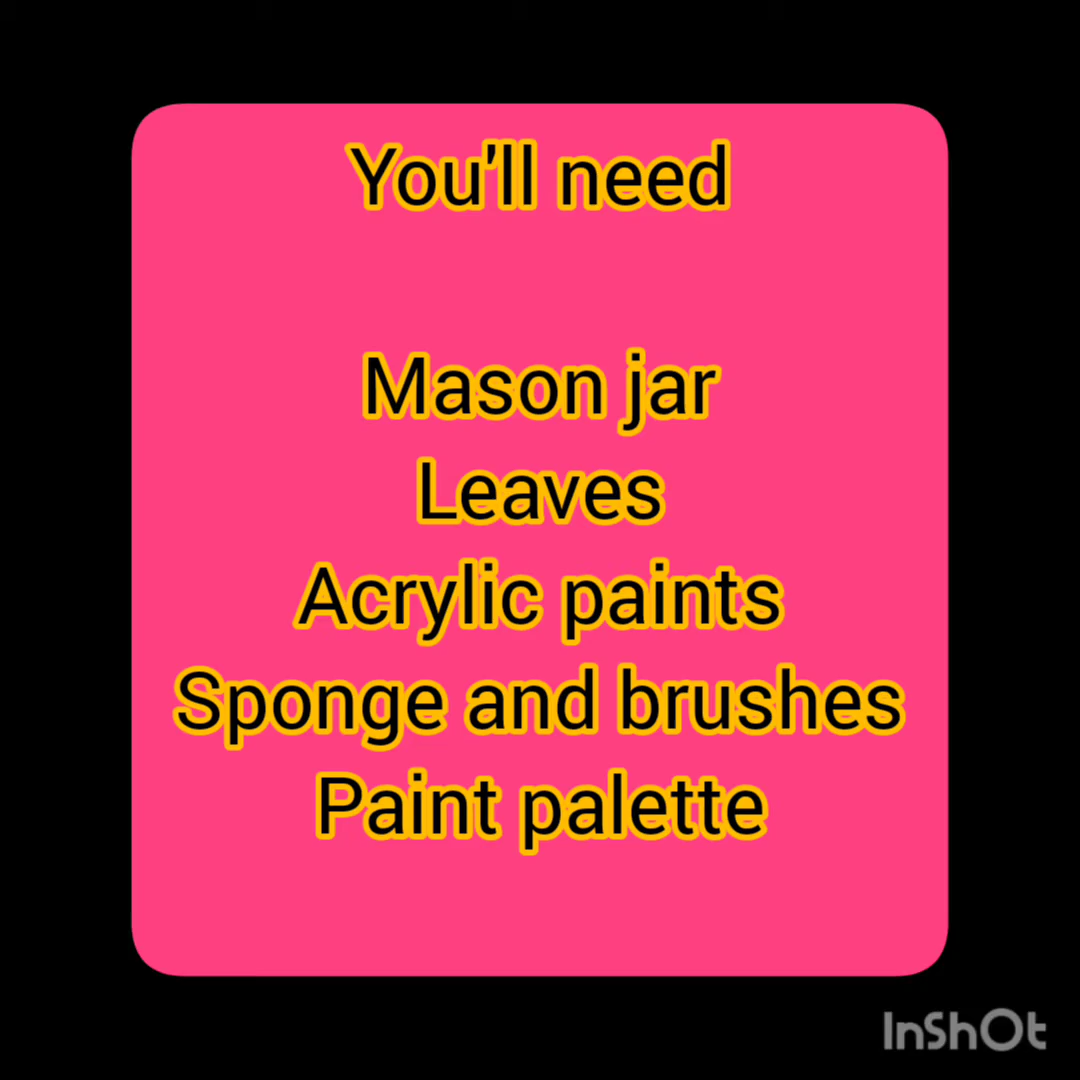 You'll need
Mason jar
Leaves
Acrylic paints
Sponge and brushes
Paint palette
InShOt